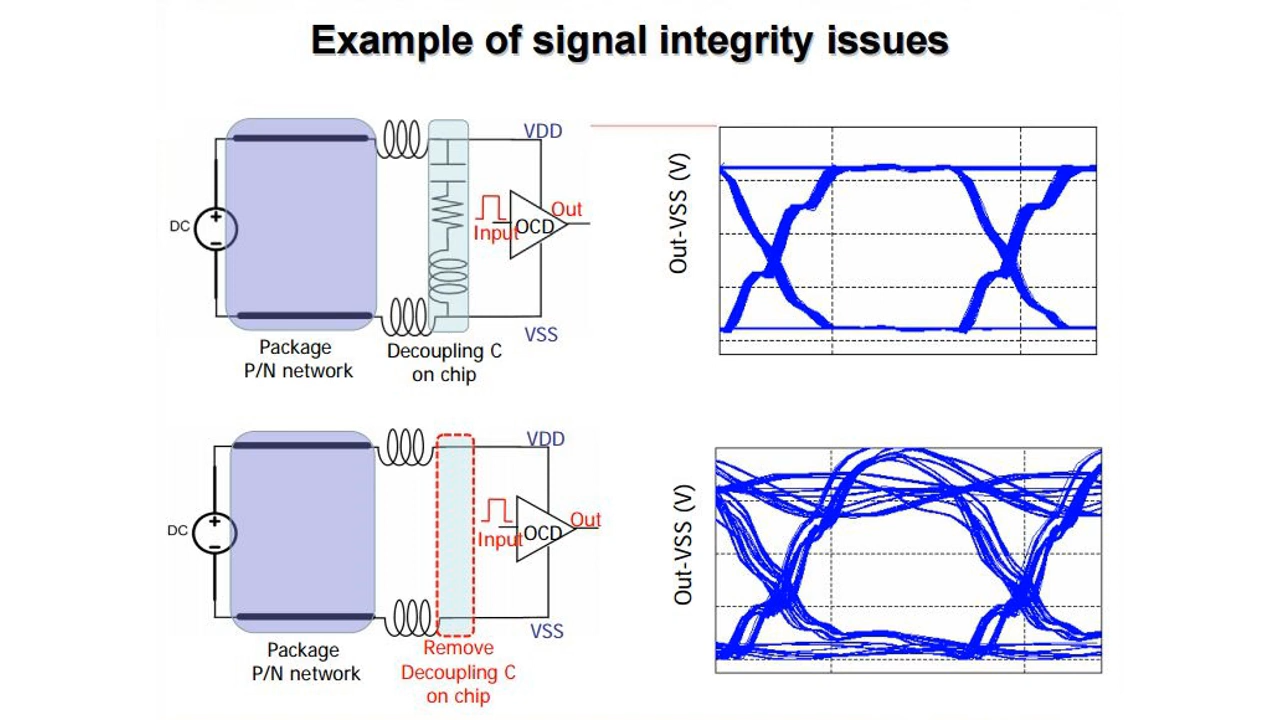 Example of signal integrity issues
VDD
DC
Input
OCD
Out
VSS
Package
P/N network
Decoupling C
on chip
Out-VSS (V)
VDD
DC
Input
OCD
Out
VSS
Package
P/N network
Remove
Decoupling C
on chip
Out-VSS (V)